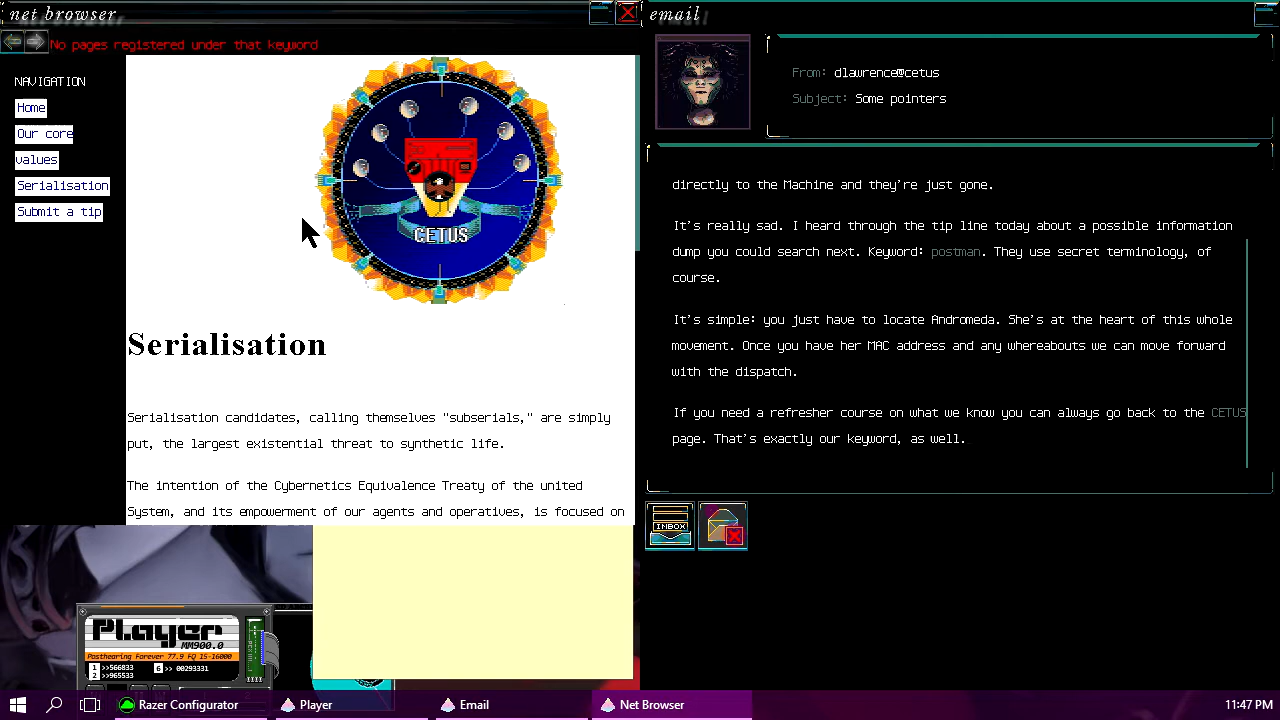 net browser
No pages registered under that keyword
NAVIGATION
Home
Our core
values
Serialisation
Submit a tip
CETUS
Serialisation
Serialisation candidates, calling themselves "subserials," are simply
put, the largest existential threat to synthetic life.
The intention of the Cybernetics Equivalence Treaty of the united
System, and its empowerment of our agents and operatives, is focused on
email
From: dlawrence@cetus
Subject: Some pointers
directly to the Machine and they're just gone.
It's really sad. I heard through the tip line today about a possible information
dump you could search next. Keyword: postman. They use secret terminology, of
course.
It's simple: you just have to locate Andromeda. She's at the heart of this whole
movement. Once you have her MAC address and any whereabouts we can move forward
with the dispatch.
If you need a refresher course on what we know you can always go back to the CETUS
page. That's exactly our keyword, as well.
INBOX
Player
MM900.0
Posthearing Forever 77.9 FQ 15-16000
1 >>566833
6 >> 00293331
2 >>965533
Razer Configurator
Player
Email
Net Browser
11:47 PM